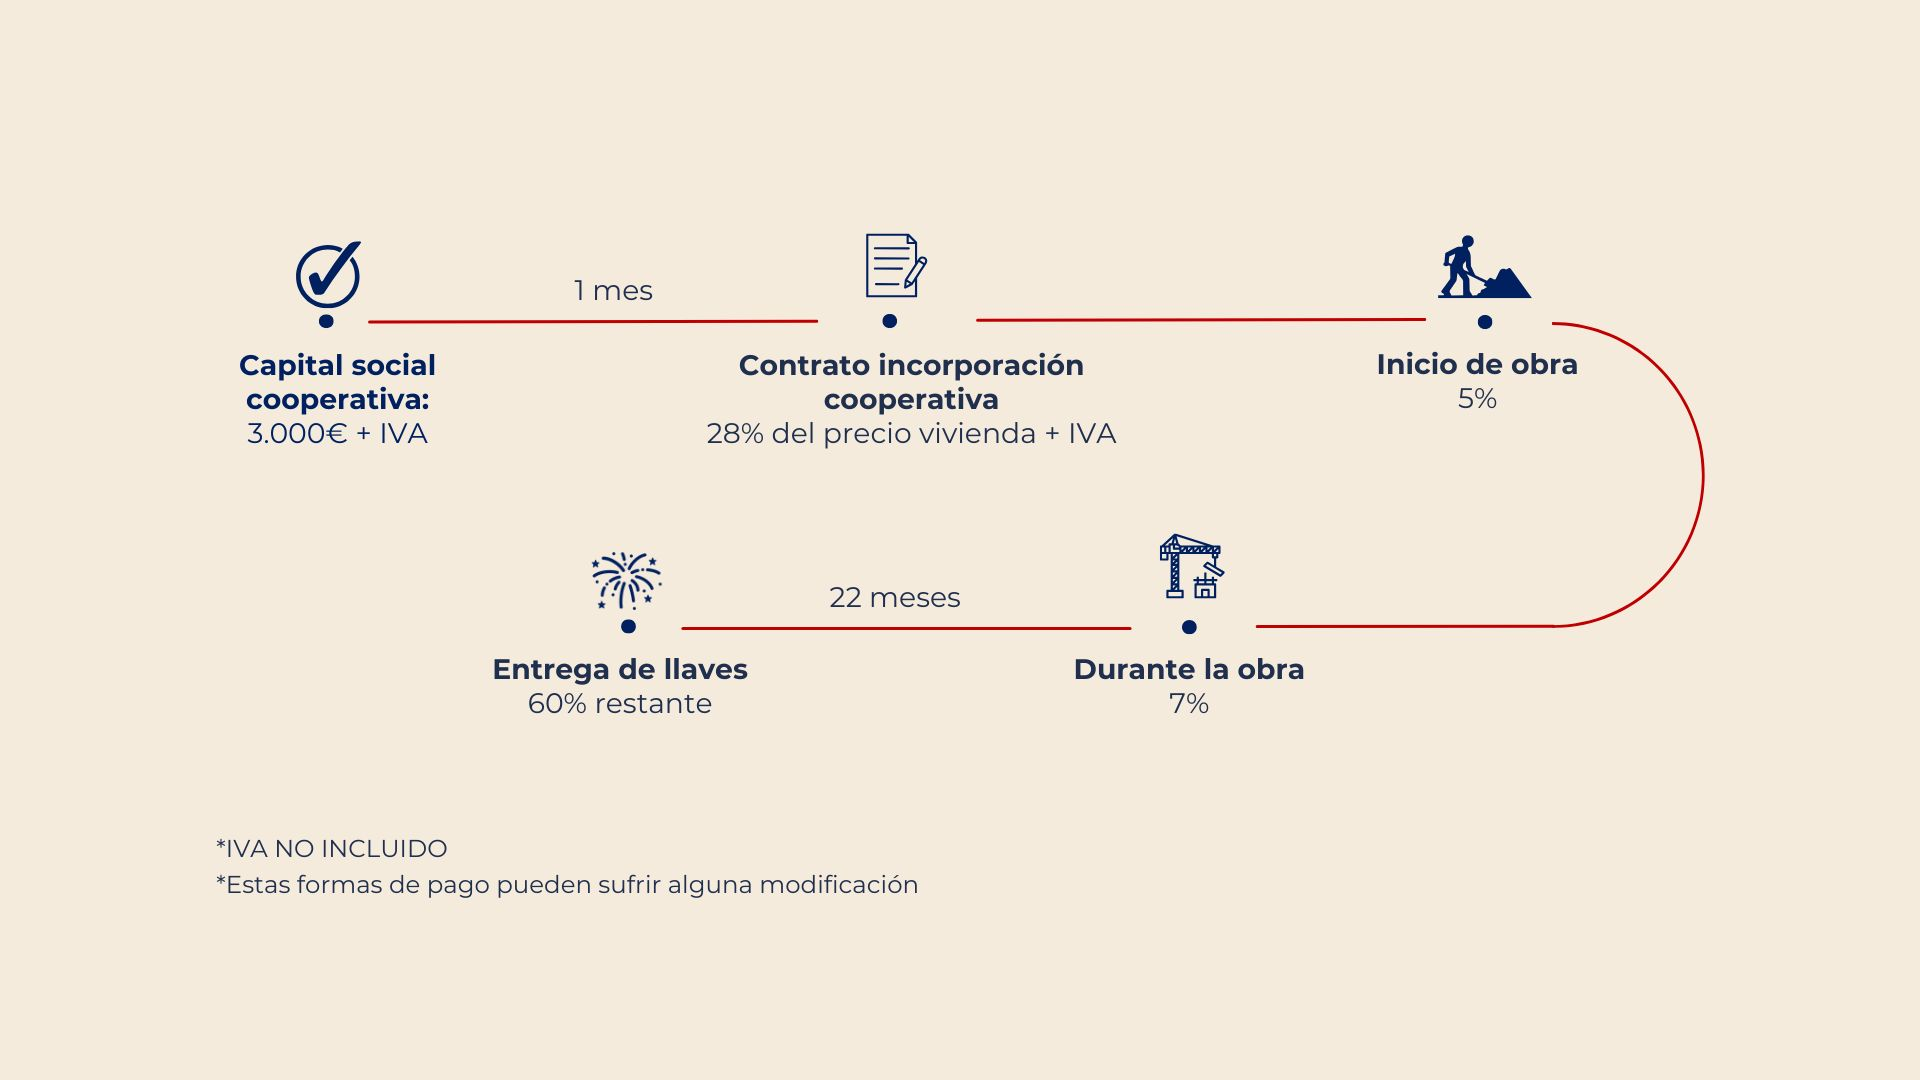 Capital social
cooperativa:
3.000€ + IVA
1 mes
Contrato incorporación
cooperativa
28% del precio vivienda + IVA
Inicio de obra
5%
Durante la obra
7%
22 meses
Entrega de llaves
60% restante
*IVA NO INCLUIDO
*Estas formas de pago pueden sufrir alguna modificación